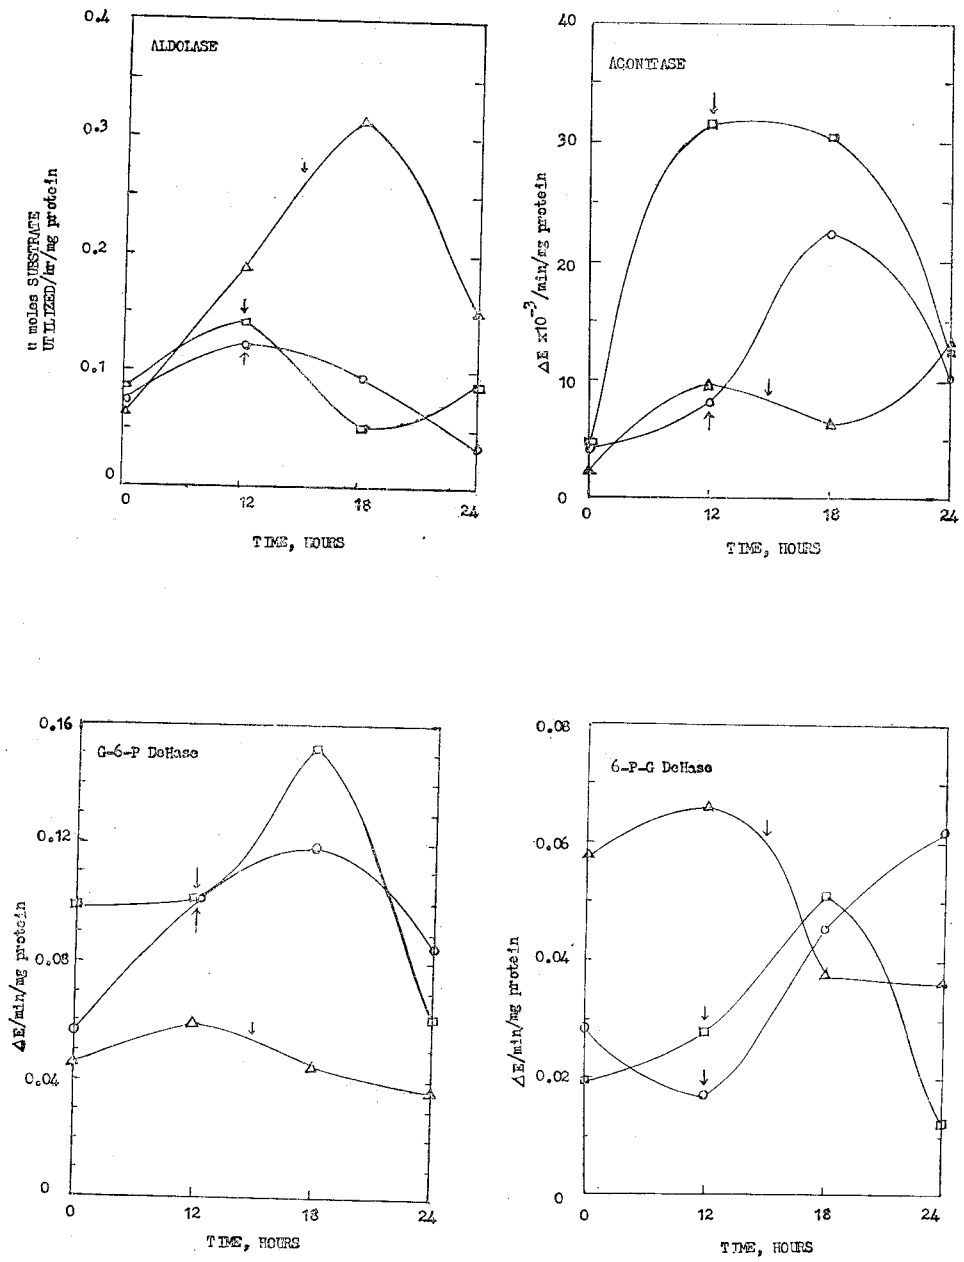 0.4
ALDOLASE
0.3
0.2
0.1
0
u moles SUBSTRATE
UTILIZED/hr/mg protein
0 12 18 24
TIME, HOURS
40
ACONITASE
30
20
10
0
ΔE x10⁻³/min/mg protein
0 12 18 24
TIME, HOURS
0.16
G-6-P DeHase
0.12
0.08
0.04
0
ΔE/min/mg protein
0 12 18 24
TIME, HOURS
0.08
6-P-G DeHase
0.06
0.04
0.02
0
ΔE/min/mg protein
0 12 18 24
TIME, HOURS